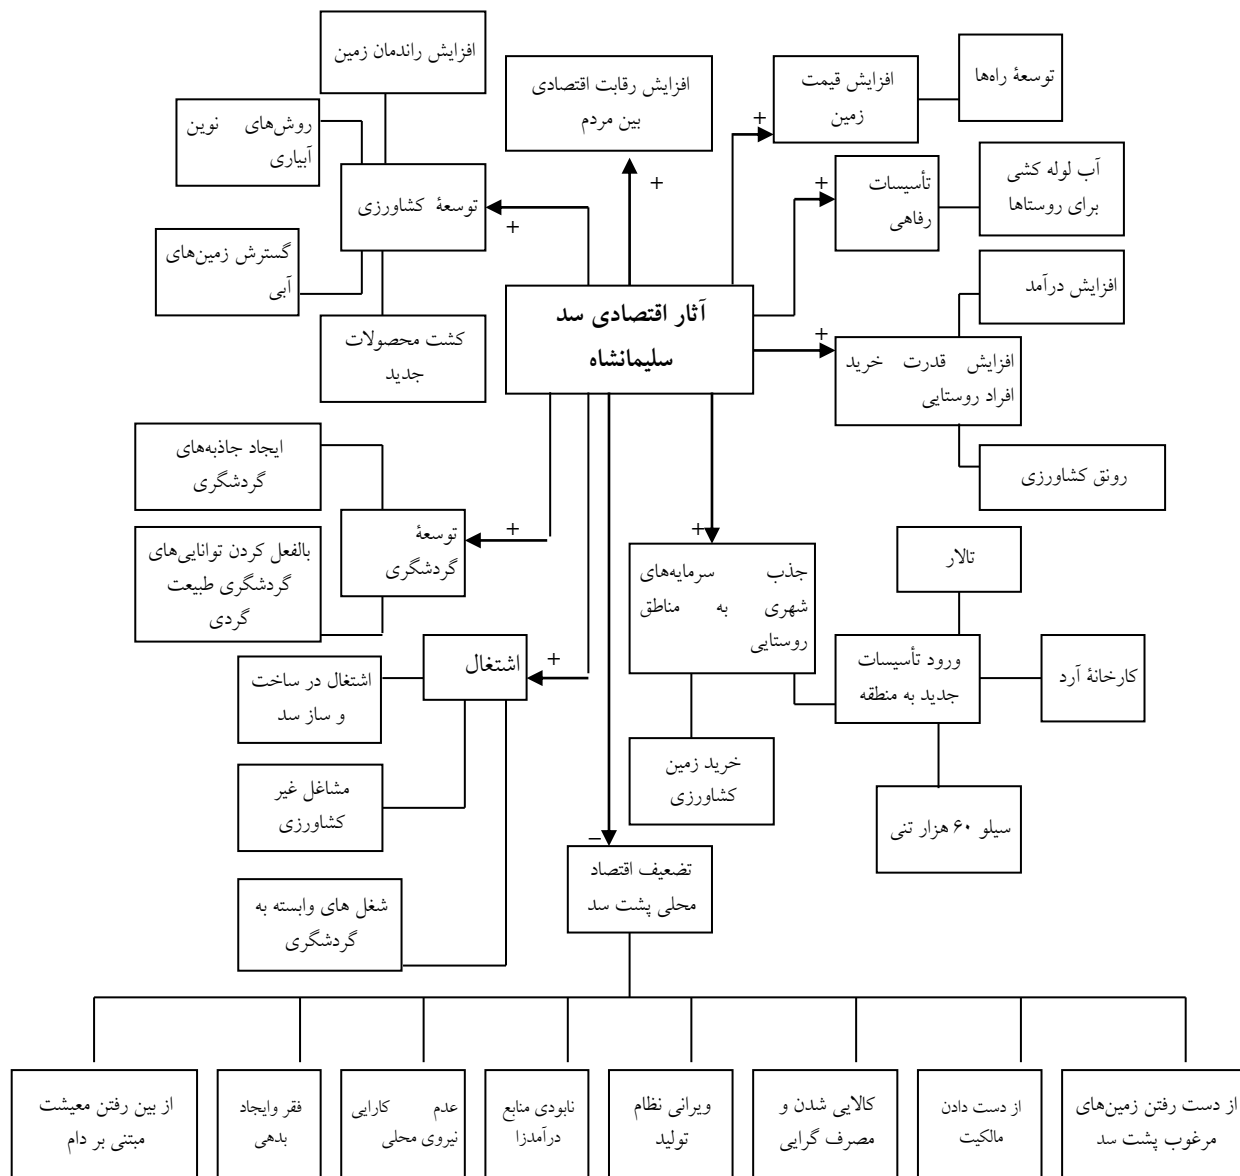 افزایش راندمان زمین
توسعهٔ راه‌ها
افزایش قیمت
زمین
افزایش رقابت اقتصادی
بین مردم
روش‌های نوین
آبیاری
+
+
+
+
آب لوله کشی
برای روستاها
تأسیسات
رفاهی
توسعهٔ کشاورزی
گسترش زمین‌های
آبی
افزایش درآمد
آثار اقتصادی سد
سلیمانشاه
+
کشت محصولات
جدید
افزایش قدرت خرید
افراد روستایی
رونق کشاورزی
ایجاد جاذبه‌های
گردشگری
+
+
توسعهٔ
گردشگری
بالفعل کردن توانایی‌های
گردشگری طبیعت
گردی
تالار
جذب سرمایه‌های
شهری به مناطق
روستایی
+
اشتغال
ورود تأسیسات
جدید به منطقه
کارخانهٔ آرد
اشتغال در ساخت
و ساز سد
خرید زمین
کشاورزی
مشاغل غیر
کشاورزی
سیلو ۶۰ هزار تنی
–
تضعیف اقتصاد
محلی پشت سد
شغل های وابسته به
گردشگری
از دست رفتن زمین‌های
مرغوب پشت سد
از دست دادن
مالکیت
کالایی شدن و
مصرف گرایی
ویرانی نظام
تولید
نابودی منابع
درآمدزا
عدم کارایی
نیروی محلی
فقر وایجاد
بدهی
از بین رفتن معیشت
مبتنی بر دام